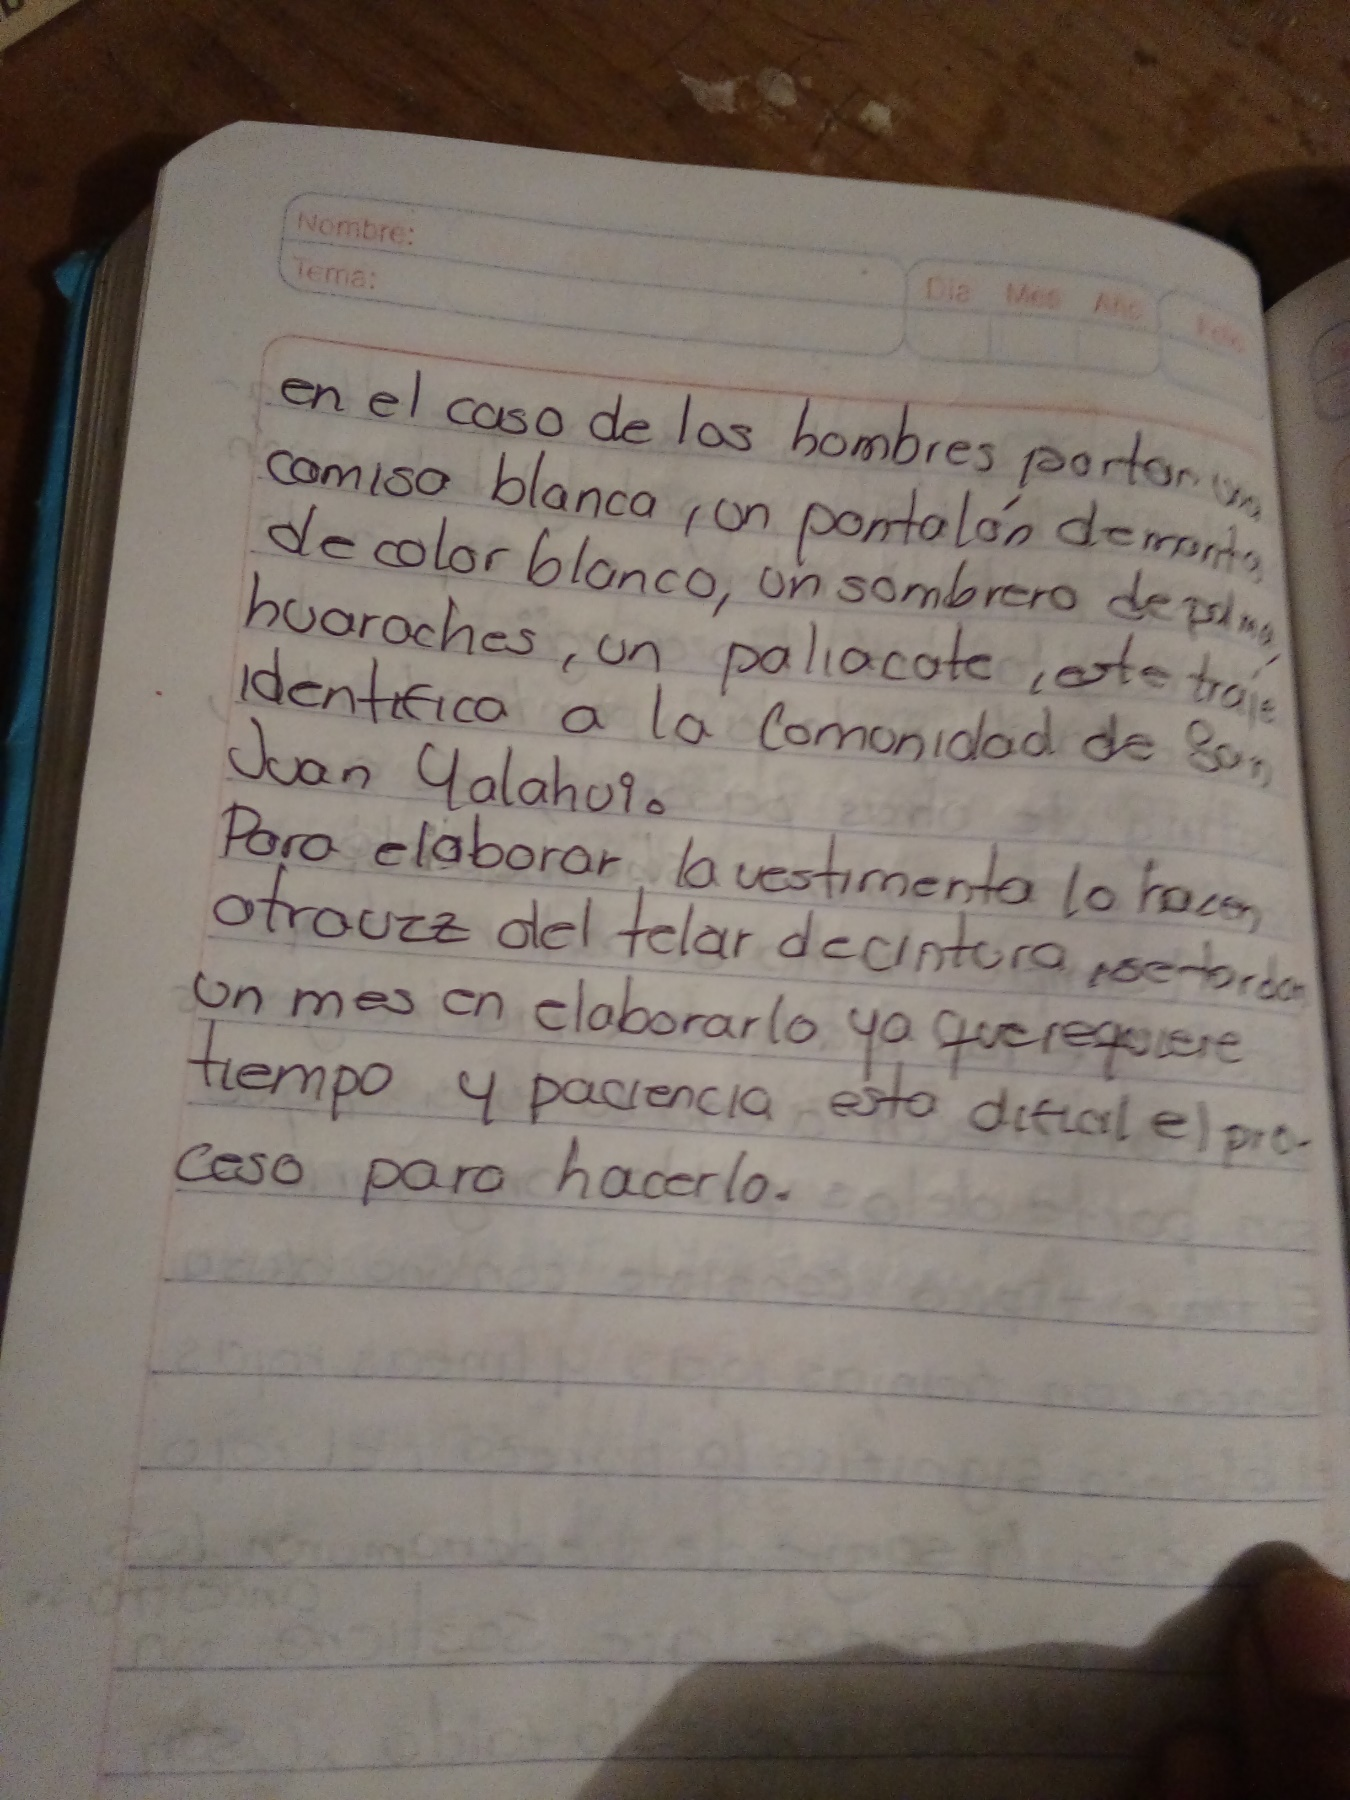 Nombre:
Tema:
Día Mes Año Folio
en el caso de los hombres portan una
camisa blanca, un pantalón de manta
de color blanco, un sombrero de palma,
huaraches, un paliacate, este traje
identifica a la Comunidad de San
Juan Yalahui.
Para elaborar la vestimenta lo hacen
atravez del telar de cintura, se tardan
un mes en elaborarlo ya que requiere
tiempo y paciencia esta dificil el pro-
ceso para hacerlo.